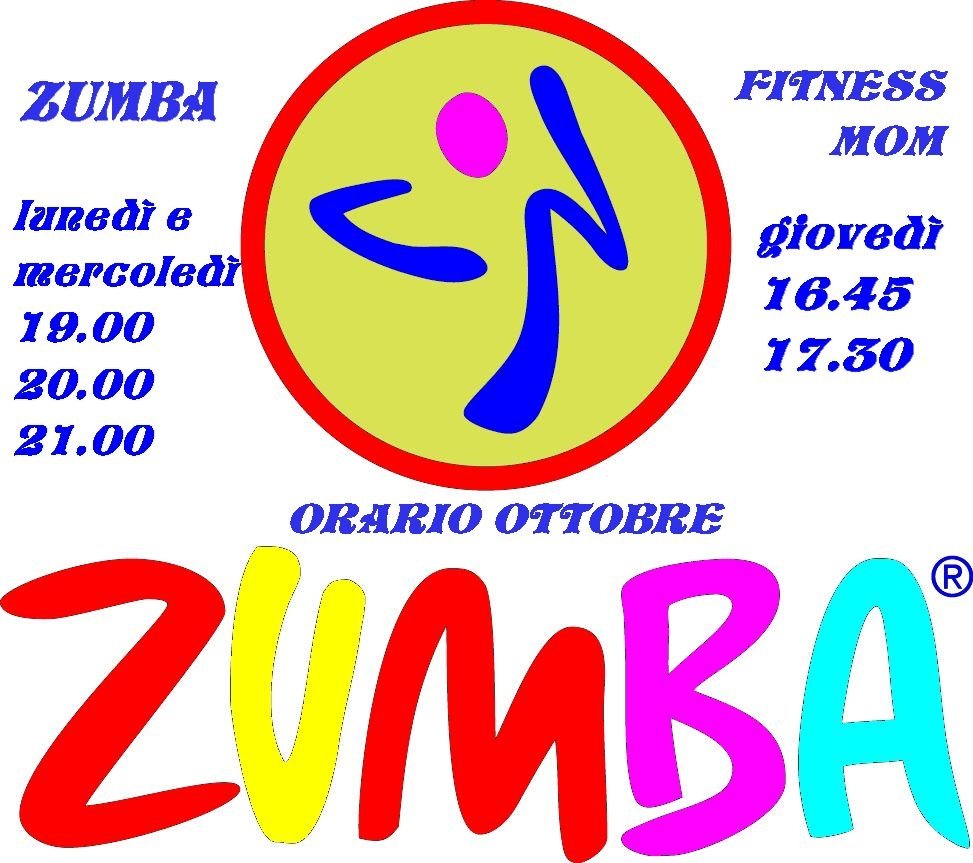 ZUMBA
lunedì e
mercoledì
19.00
20.00
21.00
FITNESS
MOM
giovedì
16.45
17.30
ORARIO OTTOBRE
ZUMBA®